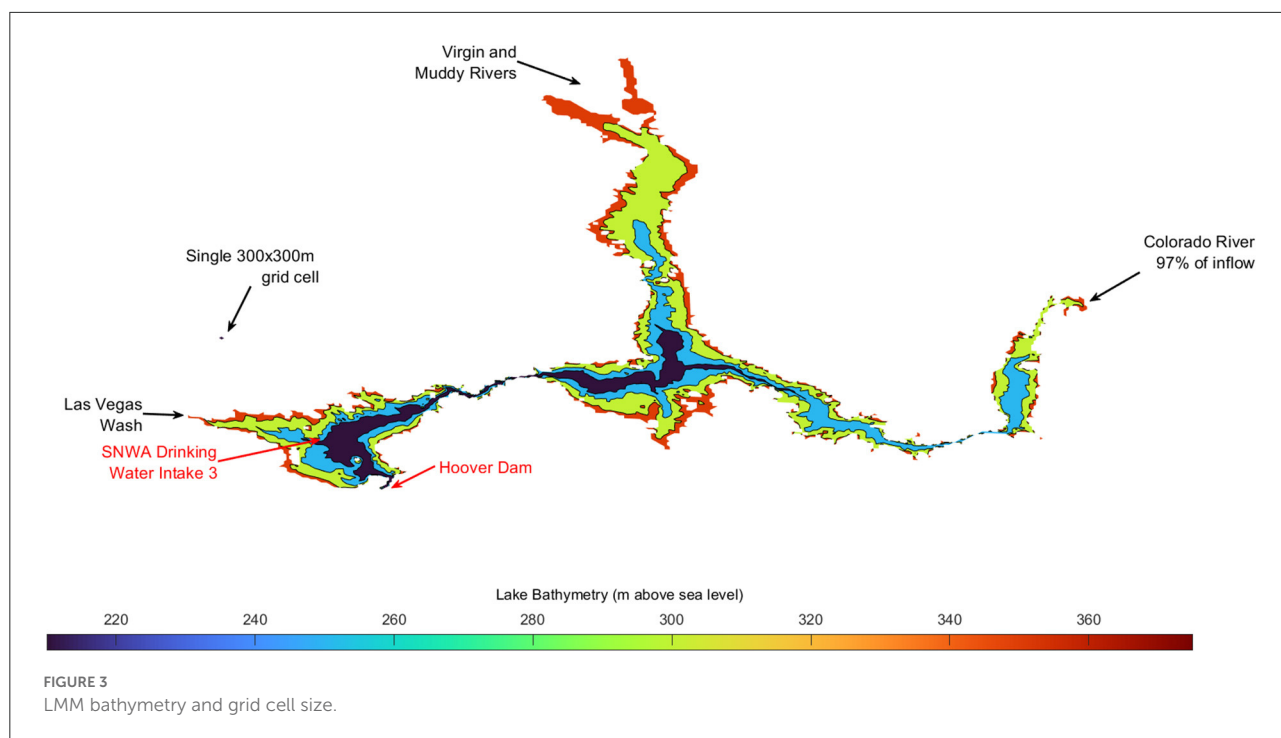 Virgin and
Muddy Rivers
Single 300x300m
grid cell
Colorado River
97% of inflow
Las Vegas
Wash
SNWA Drinking
Water Intake 3
Hoover Dam
Lake Bathymetry (m above sea level)
220 240 260 280 300 320 340 360
FIGURE 3
LMM bathymetry and grid cell size.